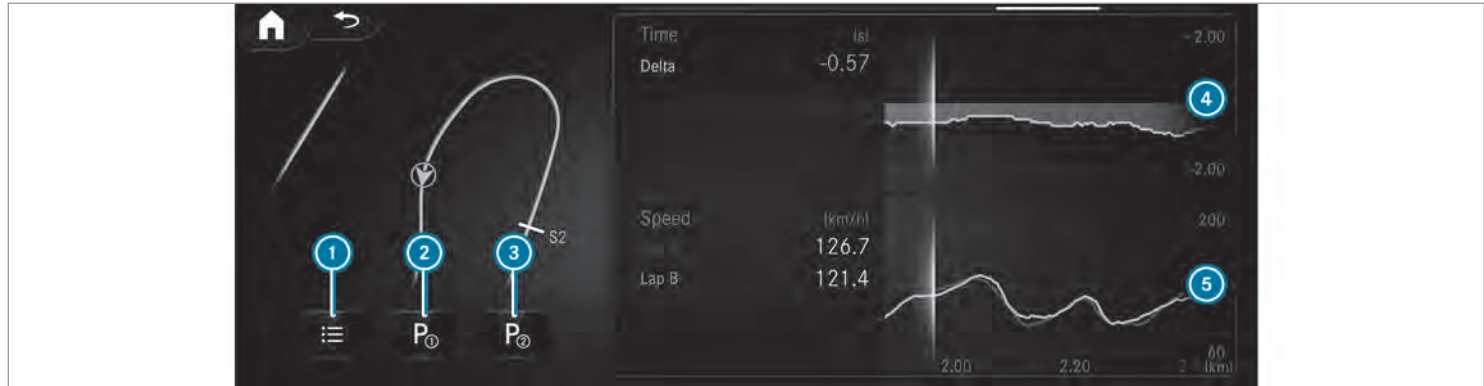 Time [s] -2.00
Delta -0.57
4
-2,00
Speed [km/h] 200
S2
126.7
1 2 3
Lap B 121.4
5
P① P②
60
2.00 2.20 [km]